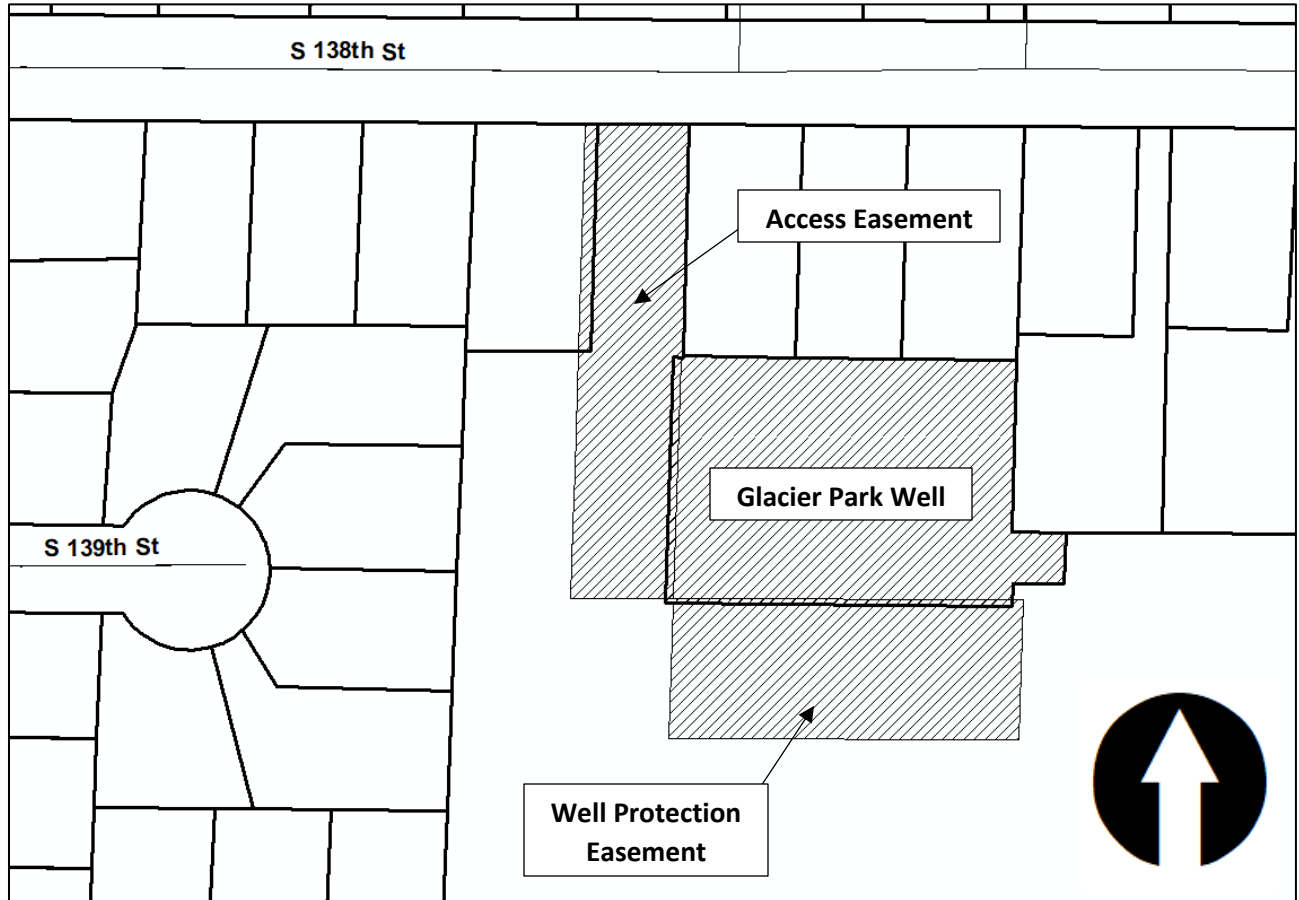 S 138th St
Access Easement
Glacier Park Well
S 139th St
Well Protection
Easement